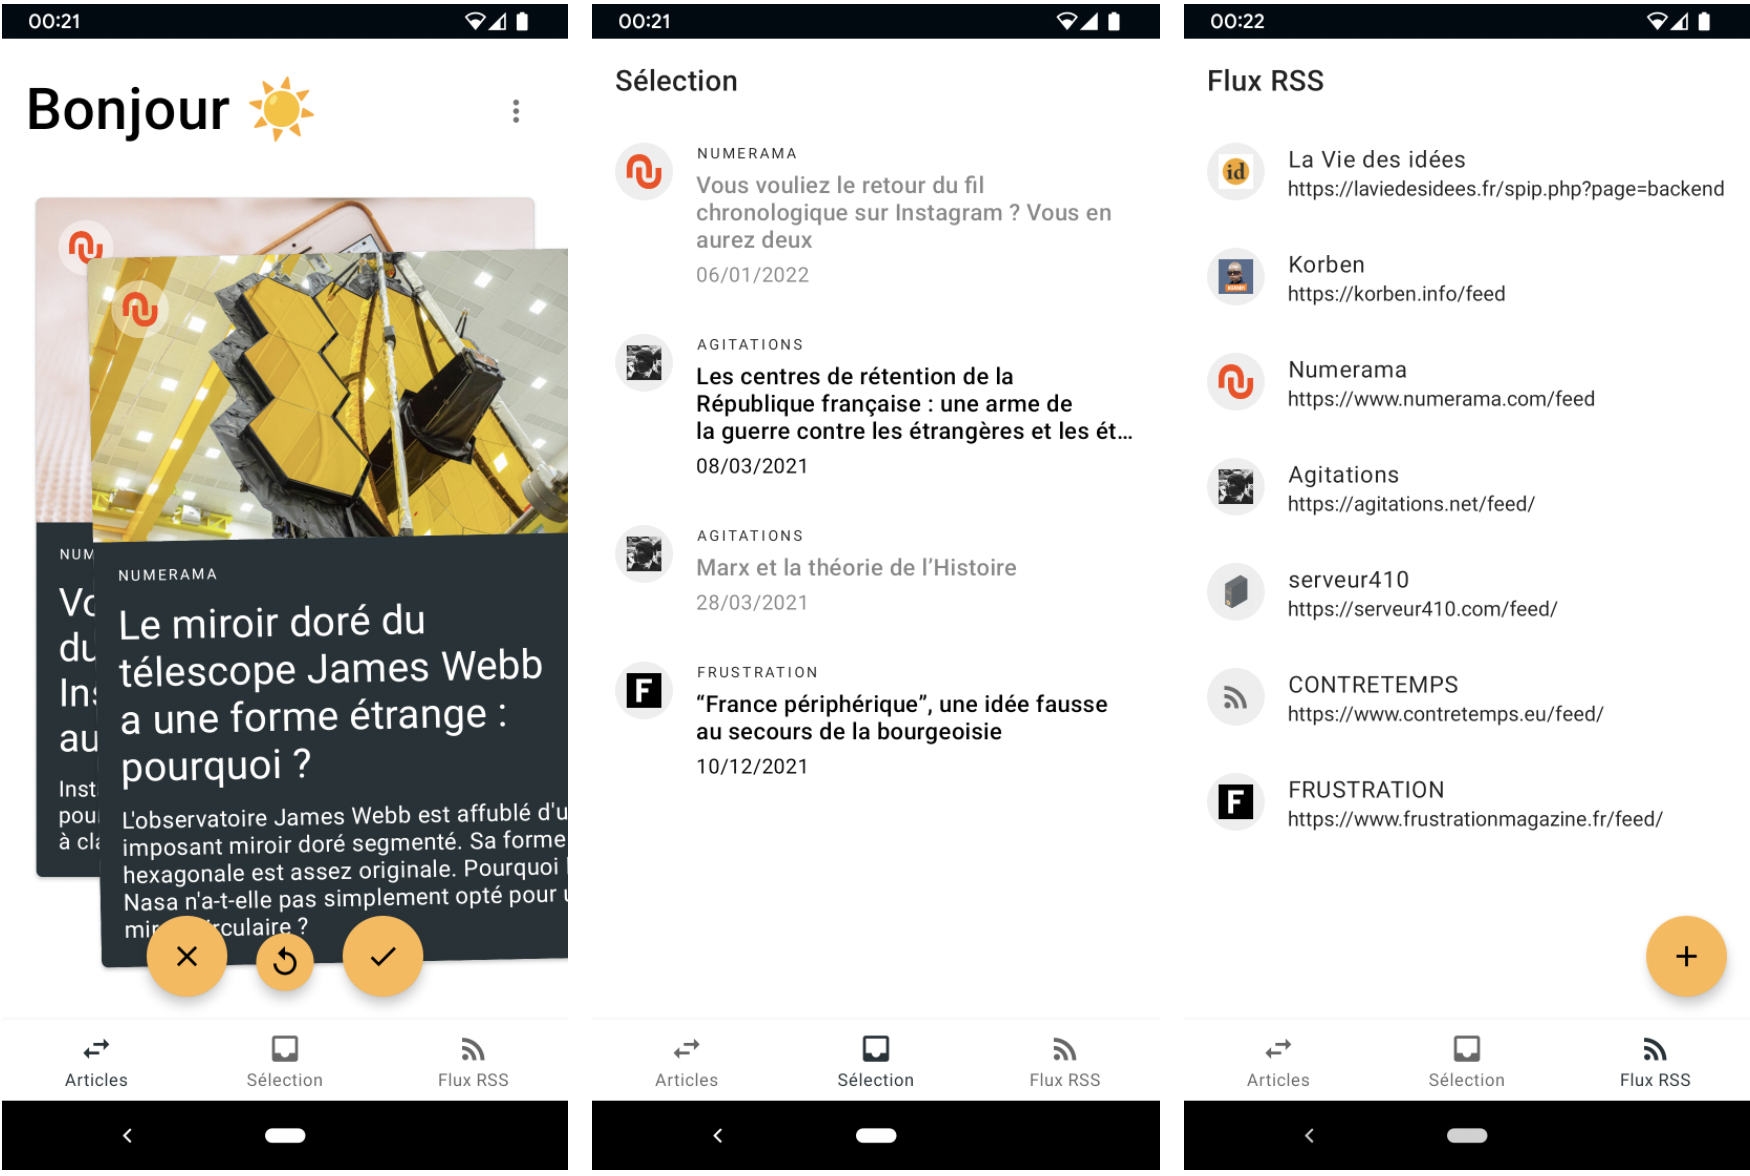 00:21
Bonjour
NUM
Vo
du
Ins
au
Inst
pou
à cla
NUMERAMA
Le miroir doré du
télescope James Webb
a une forme étrange :
pourquoi ?
L'observatoire James Webb est affublé d'u
imposant miroir doré segmenté. Sa forme
hexagonale est assez originale. Pourquoi
Nasa n'a-t-elle pas simplement opté pour
rculaire ?
Articles
Sélection
Flux RSS
00:21
Sélection
NUMERAMA
Vous vouliez le retour du fil
chronologique sur Instagram ? Vous en
aurez deux
06/01/2022
AGITATIONS
Les centres de rétention de la
République française : une arme de
la guerre contre les étrangères et les ét...
08/03/2021
AGITATIONS
Marx et la théorie de l’Histoire
28/03/2021
F
FRUSTRATION
“France périphérique”, une idée fausse
au secours de la bourgeoisie
10/12/2021
Articles
Sélection
Flux RSS
00:22
Flux RSS
id
La Vie des idées
https://laviedesidees.fr/spip.php?page=backend
Korben
https://korben.info/feed
Numerama
https://www.numerama.com/feed
Agitations
https://agitations.net/feed/
serveur410
https://serveur410.com/feed/
CONTRETEMPS
https://www.contretemps.eu/feed/
F
FRUSTRATION
https://www.frustrationmagazine.fr/feed/
Articles
Sélection
Flux RSS